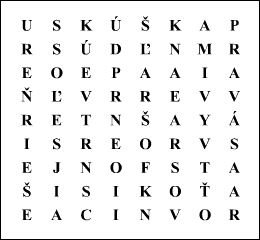 U S K Ú Š K A P
R S Ú D Ľ N M R
E O E P A A I A
Ň Ľ V R R E V V
R E T N Š A Y Á
I S R E O R V S
E J N O F S T A
Š I S I K O Ť A
E A C I N V O R